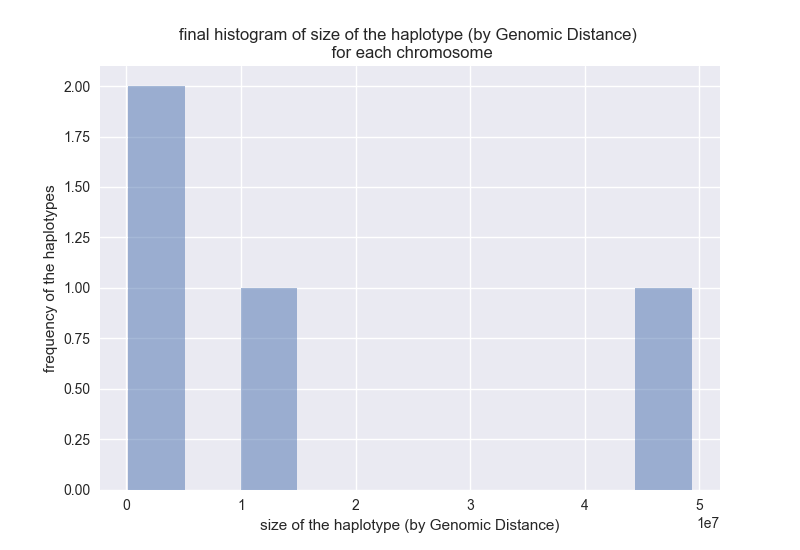 final histogram of size of the haplotype (by Genomic Distance)
for each chromosome
2.00
1.75
1.50
1.25
1.00
0.75
0.50
0.25
0.00
frequency of the haplotypes
0 1 2 3 4 5
1e7
size of the haplotype (by Genomic Distance)